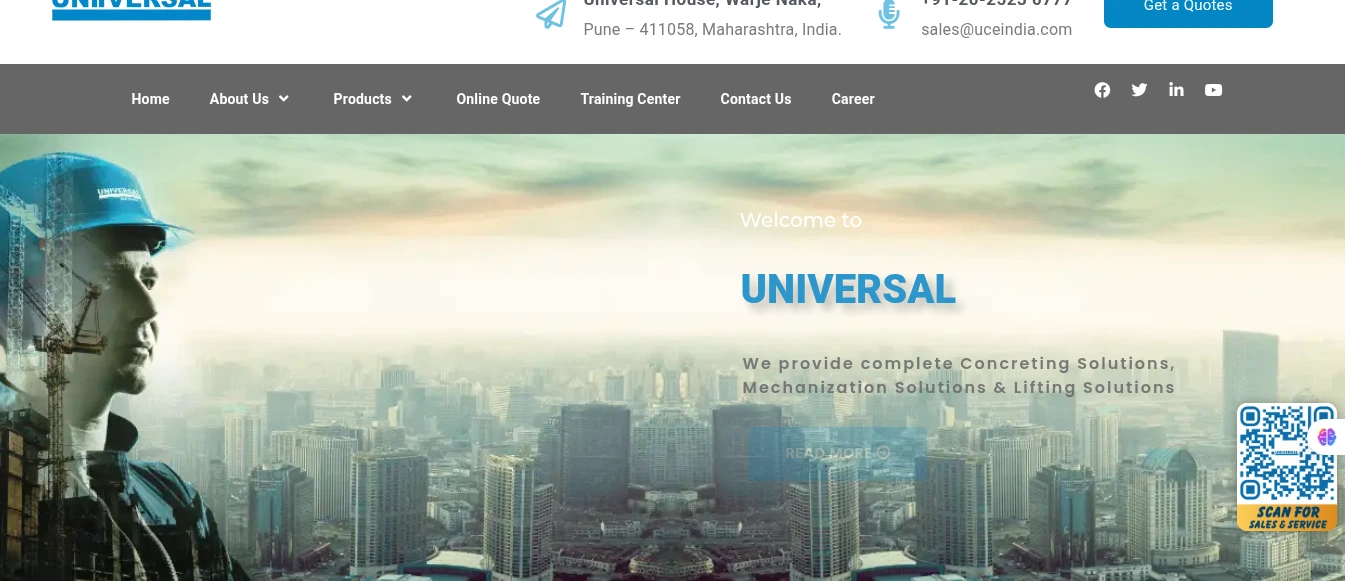 UNIVERSAL
Universal House, Warje Naka,
Pune – 411058, Maharashtra, India.
+91-20-2523 6777
sales@uceindia.com
Get a Quotes
Home
About Us
Products
Online Quote
Training Center
Contact Us
Career
UNIVERSAL
Welcome to
UNIVERSAL
We provide complete Concreting Solutions,
Mechanization Solutions & Lifting Solutions
READ MORE
SCAN FOR
SALES & SERVICE